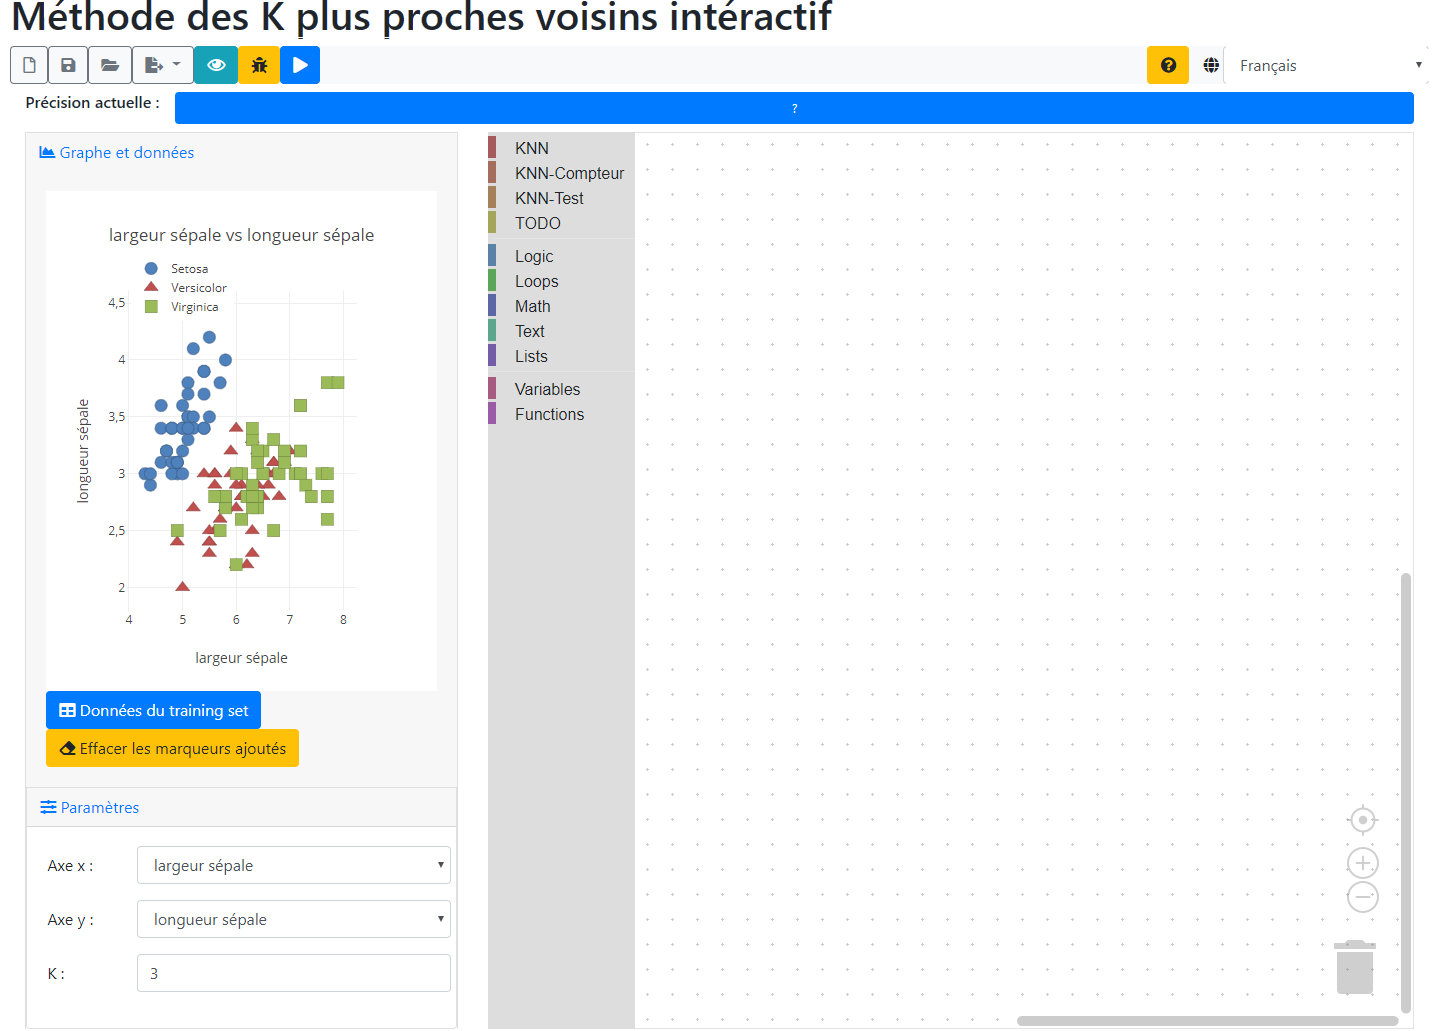 Méthode des K plus proches voisins intéractif
Français
Précision actuelle :
?
Graphe et données
largeur sépale vs longueur sépale
Setosa
Versicolor
Virginica
4,5
4
3,5
3
2,5
2
longueur sépale
4 5 6 7 8
largeur sépale
Données du training set
Effacer les marqueurs ajoutés
Paramètres
Axe x : largeur sépale
Axe y : longueur sépale
K : 3
KNN
KNN-Compteur
KNN-Test
TODO
Logic
Loops
Math
Text
Lists
Variables
Functions